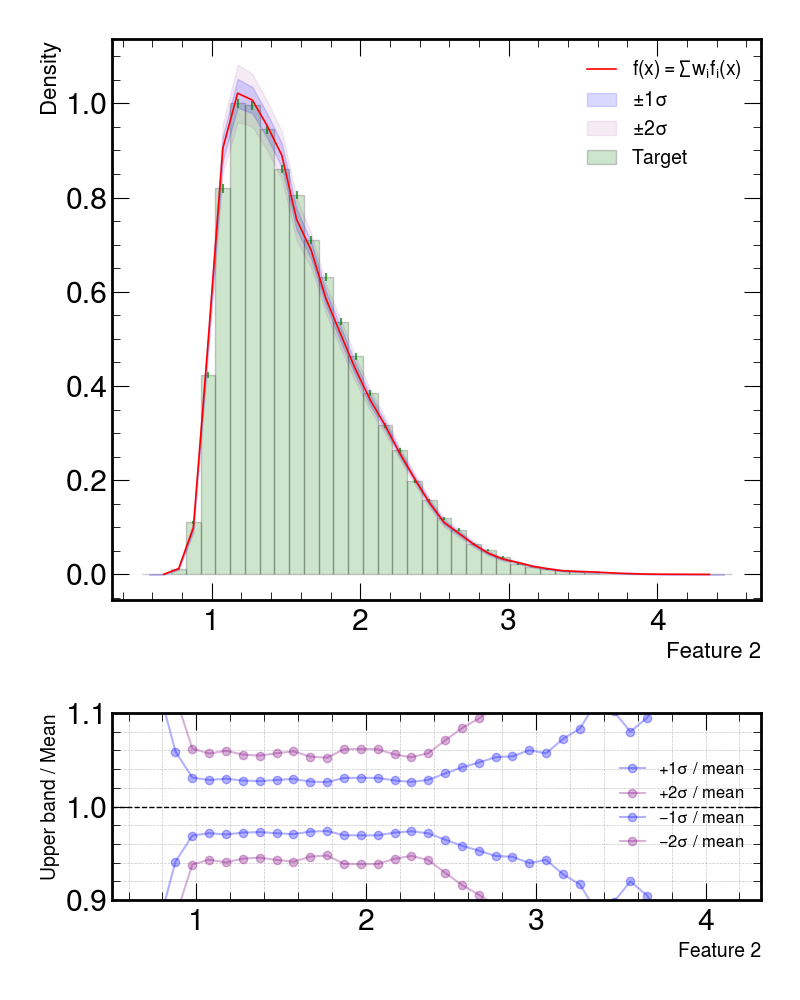 Density
1.0
0.8
0.6
0.4
0.2
0.0
f(x) = ∑wᵢfᵢ(x)
±1σ
±2σ
Target
1 2 3 4
Feature 2
Upper band / Mean
1.1
1.0
0.9
+1σ / mean
+2σ / mean
−1σ / mean
−2σ / mean
1 2 3 4
Feature 2